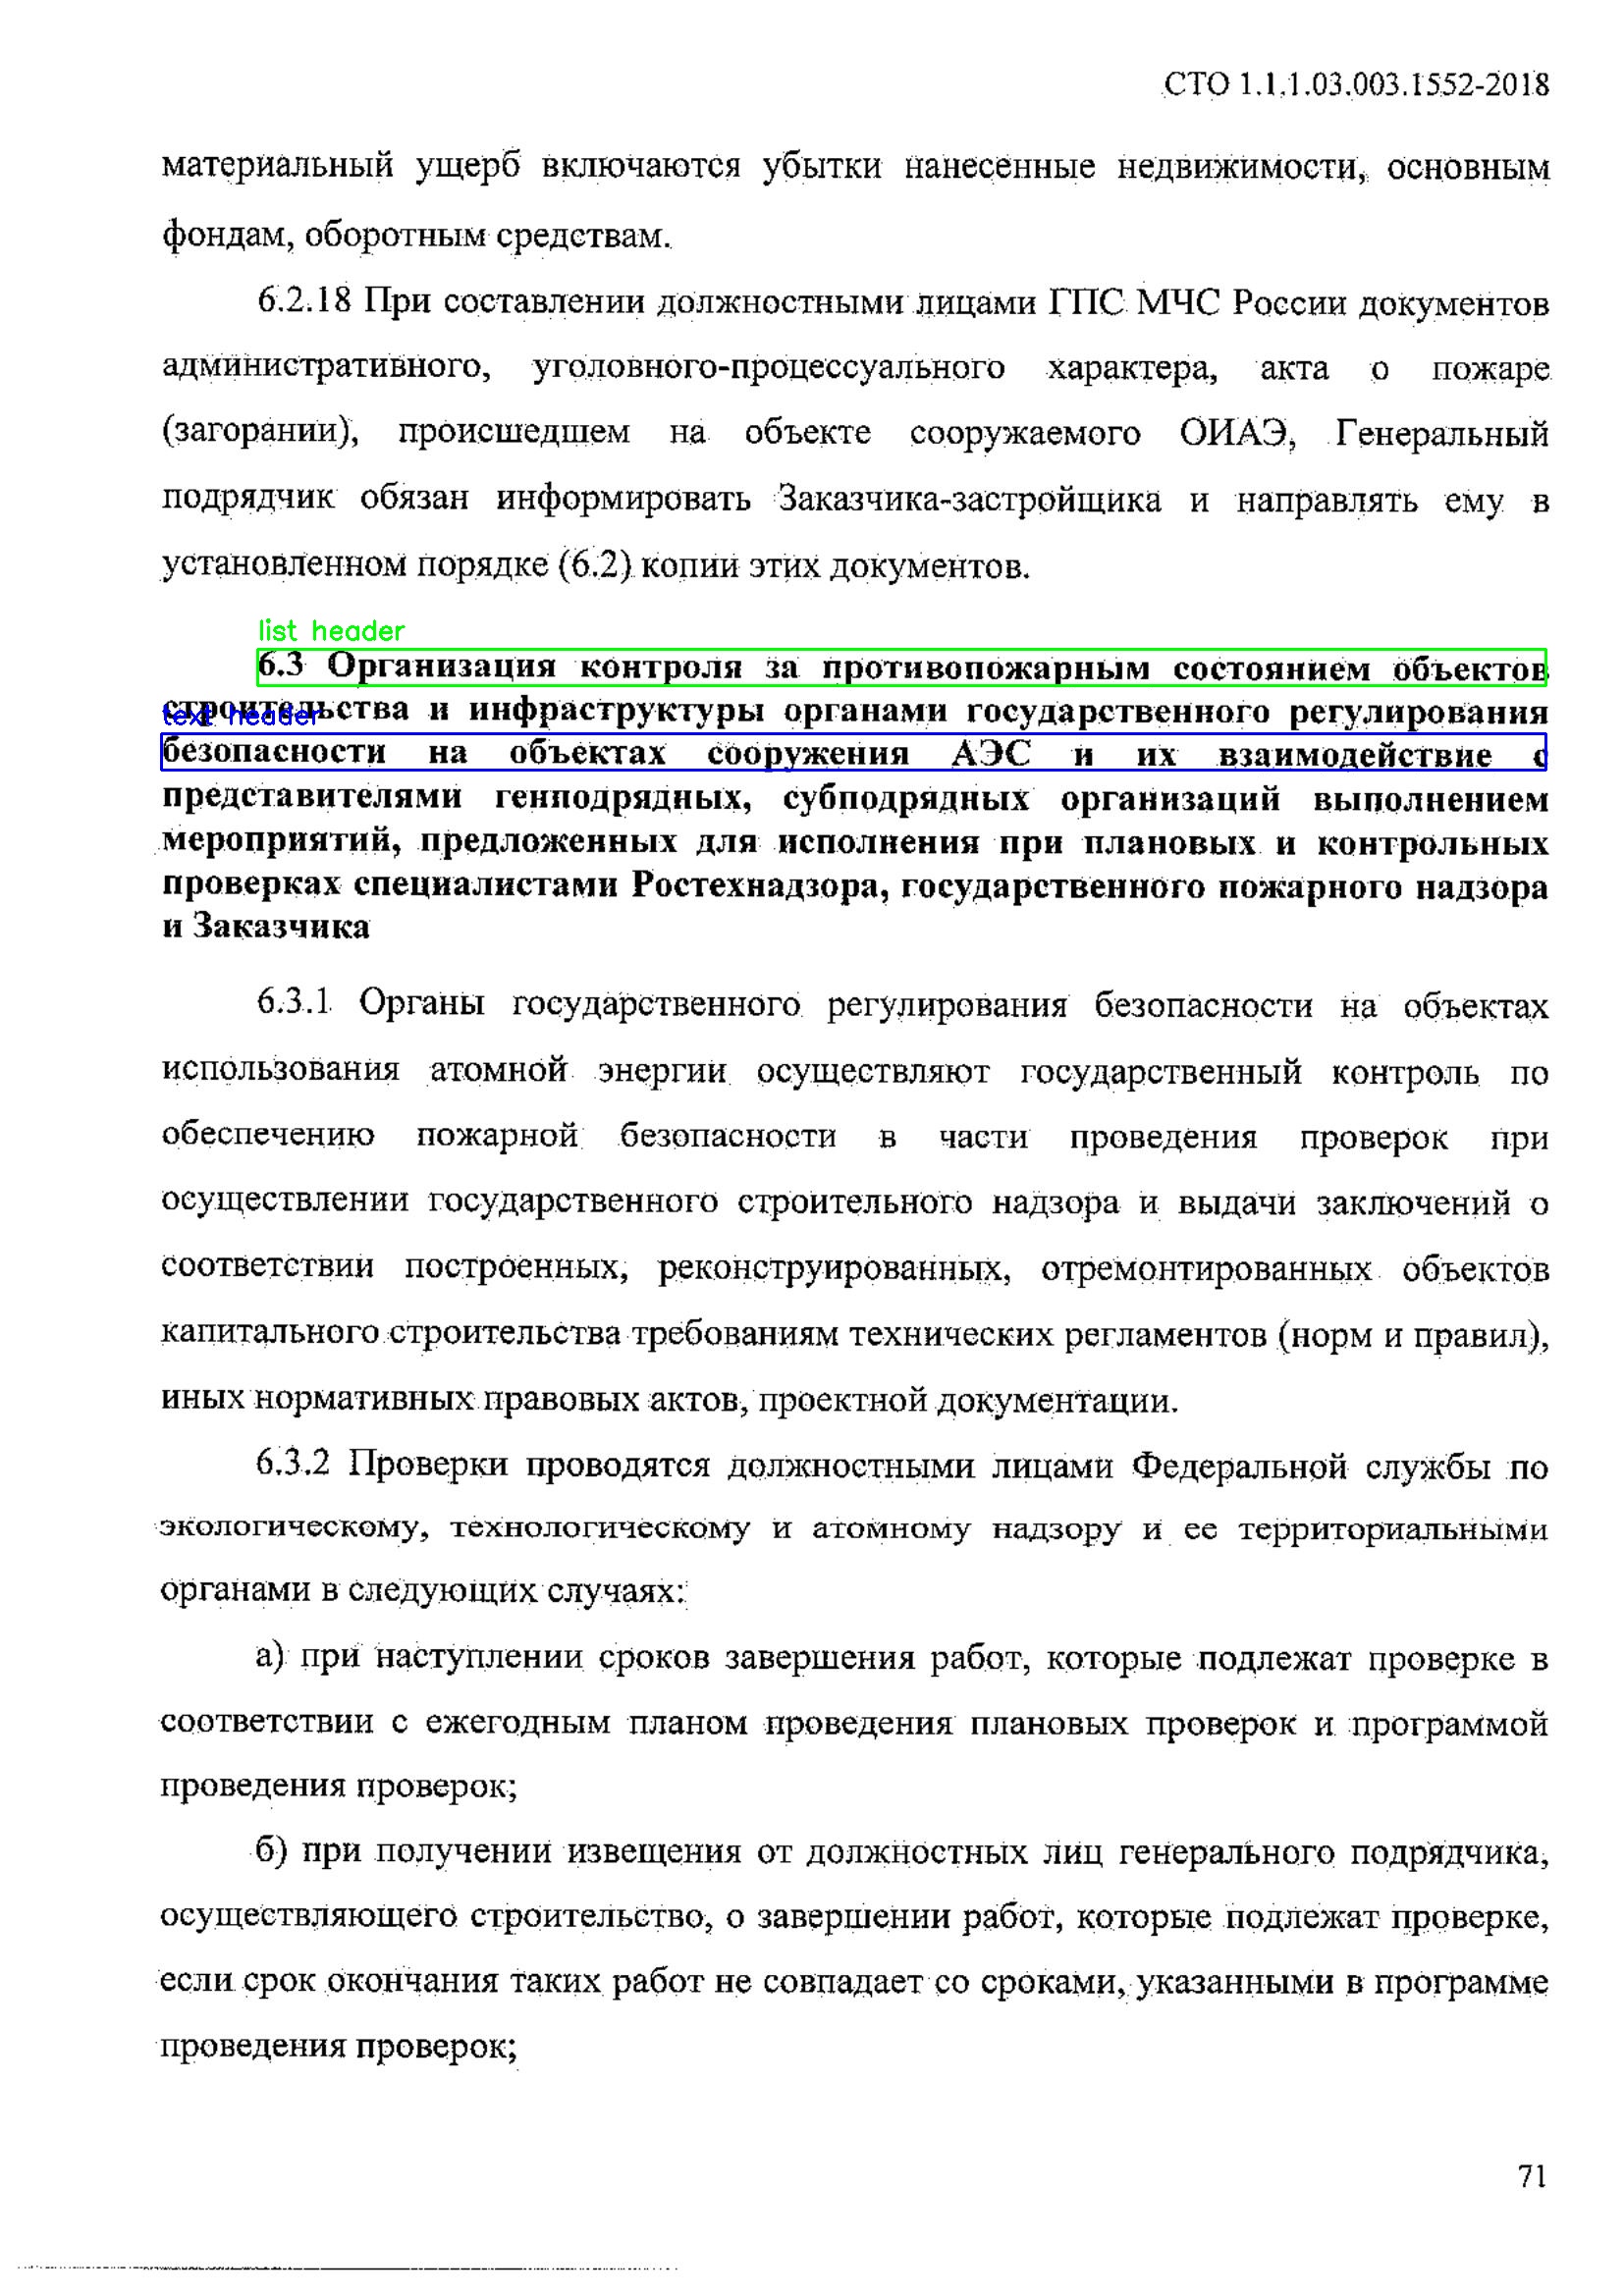 СТО 1.1.1.03.003.1552-2018
материальный ущерб включаются убытки нанесенные недвижимости, основным
фондам, оборотным средствам.
6.2.18 При составлении должностными лицами ГПС МЧС России документов
административного, уголовного-процессуального характера, акта о пожаре
(загорании), происшедшем на объекте сооружаемого ОИАЭ, Генеральный
подрядчик обязан информировать Заказчика-застройщика и направлять ему в
установленном порядке (6.2) копии этих документов.
list header
6.3 Организация контроля за противопожарным состоянием объектов
строительства и инфраструктуры органами государственного регулирования
text header
безопасности на объектах сооружения АЭС и их взаимодействие с
представителями генподрядных, субподрядных организаций выполнением
мероприятий, предложенных для исполнения при плановых и контрольных
проверках специалистами Ростехнадзора, государственного пожарного надзора
и Заказчика
6.3.1 Органы государственного регулирования безопасности на объектах
использования атомной энергии осуществляют государственный контроль по
обеспечению пожарной безопасности в части проведения проверок при
осуществлении государственного строительного надзора и выдачи заключений о
соответствии построенных, реконструированных, отремонтированных объектов
капитального строительства требованиям технических регламентов (норм и правил),
иных нормативных правовых актов, проектной документации.
6.3.2 Проверки проводятся должностными лицами Федеральной службы по
экологическому, технологическому и атомному надзору и ее территориальными
органами в следующих случаях:
а) при наступлении сроков завершения работ, которые подлежат проверке в
соответствии с ежегодным планом проведения плановых проверок и программой
проведения проверок;
б) при получении извещения от должностных лиц генерального подрядчика,
осуществляющего строительство, о завершении работ, которые подлежат проверке,
если срок окончания таких работ не совпадает со сроками, указанными в программе
проведения проверок;
71